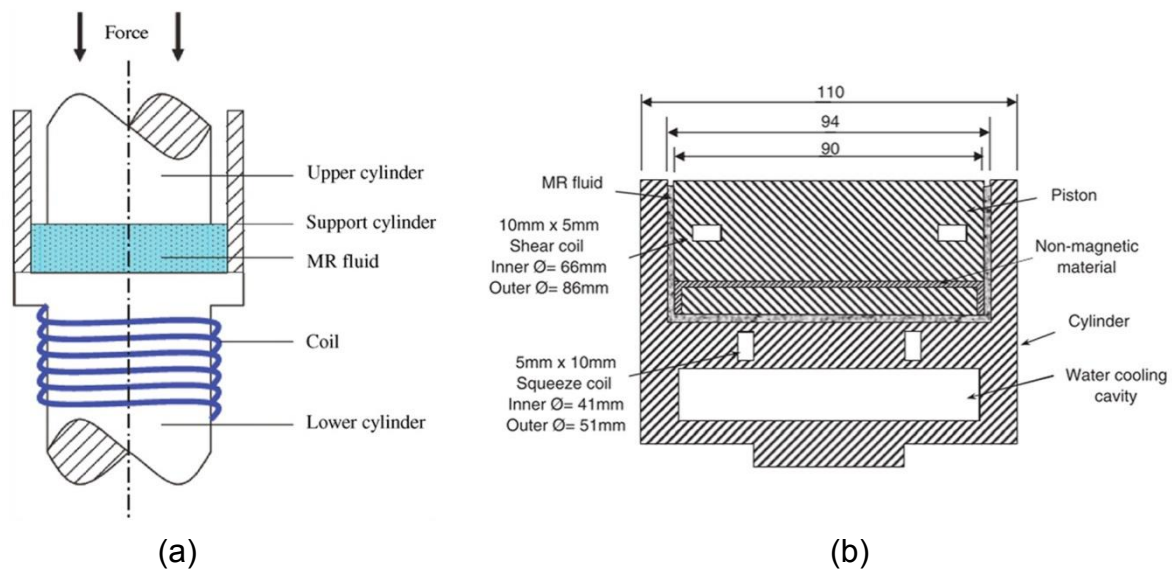 Force
Upper cylinder
Support cylinder
MR fluid
Coil
Lower cylinder
(a)
110
94
90
MR fluid
10mm x 5mm
Shear coil
Inner Ø= 66mm
Outer Ø= 86mm
5mm x 10mm
Squeeze coil
Inner Ø= 41mm
Outer Ø= 51mm
Piston
Non-magnetic
material
Cylinder
Water cooling
cavity
(b)